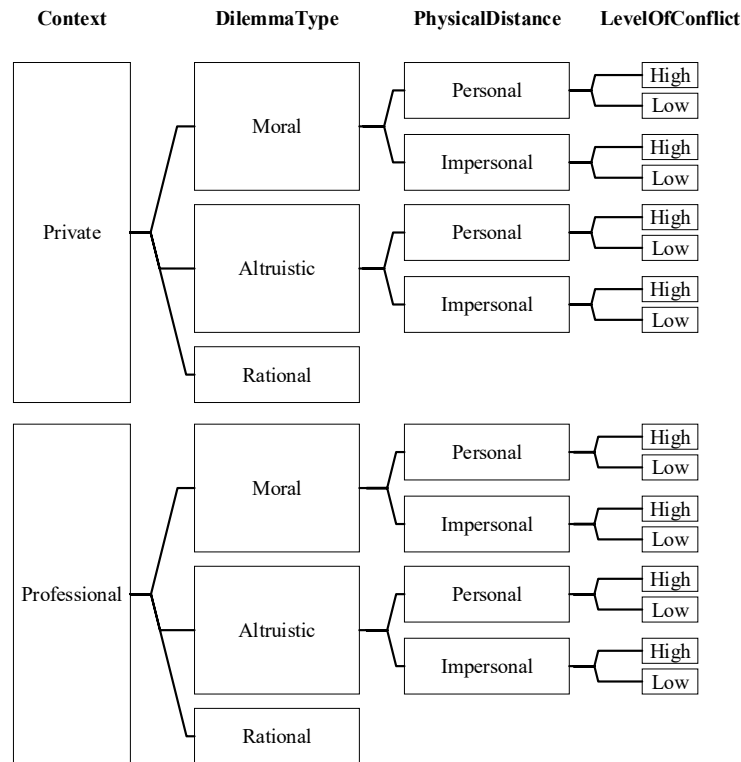 Context DilemmaType PhysicalDistance LevelOfConflict
Private
Moral
Personal
High
Low
Impersonal
High
Low
Altruistic
Personal
High
Low
Impersonal
High
Low
Rational
Professional
Moral
Personal
High
Low
Impersonal
High
Low
Altruistic
Personal
High
Low
Impersonal
High
Low
Rational